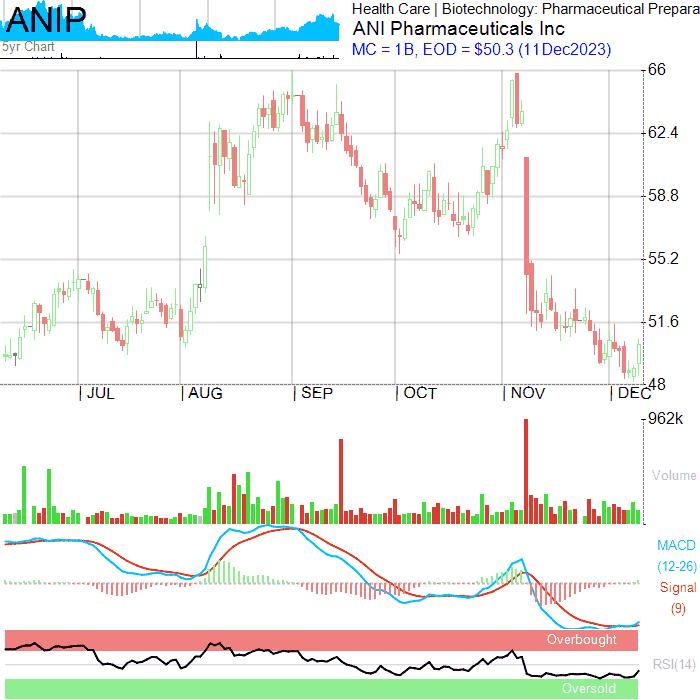 ANIP
5yr Chart
Health Care | Biotechnology: Pharmaceutical Prepara
ANI Pharmaceuticals Inc
MC = 1B, EOD = $50.3 (11Dec2023)
66
62.4
58.8
55.2
51.6
48
JUL AUG SEP OCT NOV DEC
962k
Volume
MACD
(12-26)
Signal
(9)
Overbought
RSI(14)
Oversold